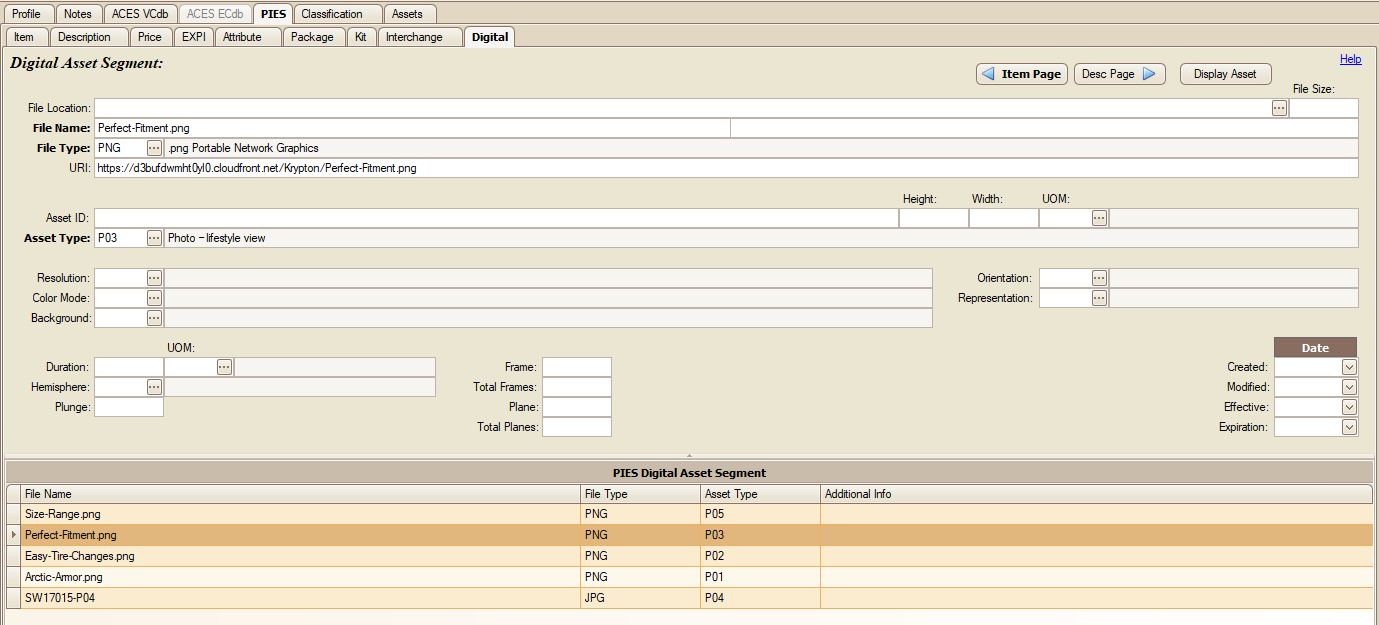 Profile Notes ACES VCdb ACES ECdb PIES Classification Assets
Item Description Price EXPI Attribute Package Kit Interchange Digital
Digital Asset Segment: Help
Item Page Desc Page Display Asset
File Size:
File Location: ...
File Name: Perfect-Fitment.png
File Type: PNG ... .png Portable Network Graphics
URI: https://d3bufdwmht0yl0.cloudfront.net/Krypton/Perfect-Fitment.png
Height: Width: UOM:
Asset ID: ...
Asset Type: P03 ... Photo – lifestyle view
Resolution: ... Orientation: ...
Color Mode: ... Representation: ...
Background: ...
UOM: Date
Duration: ... Frame: Created:
Hemisphere: ... Total Frames: Modified:
Plunge: Plane: Effective:
Total Planes: Expiration:
PIES Digital Asset Segment
File Name File Type Asset Type Additional Info
Size-Range.png PNG P05
Perfect-Fitment.png PNG P03
Easy-Tire-Changes.png PNG P02
Arctic-Armor.png PNG P01
SW17015-P04 JPG P04